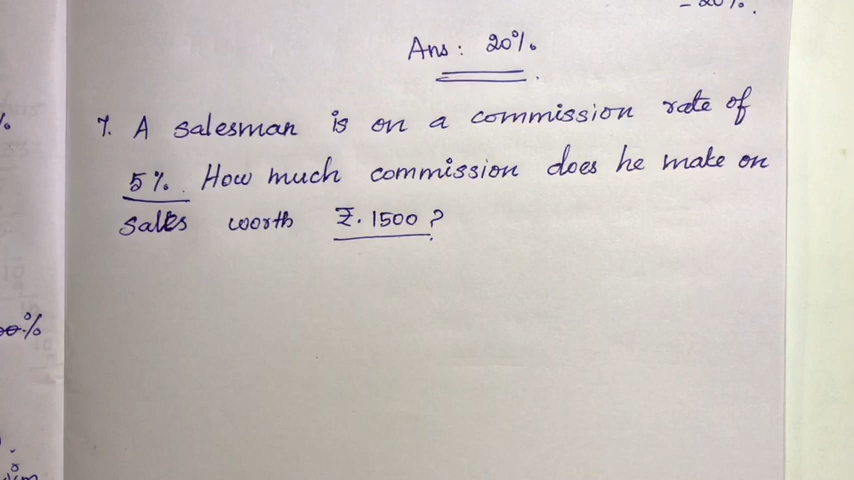 - 20%.
Ans: 20%.
7. A salesman is on a commission rate of
5%. How much commission does he make on
sales worth ₹. 1500?
%
%